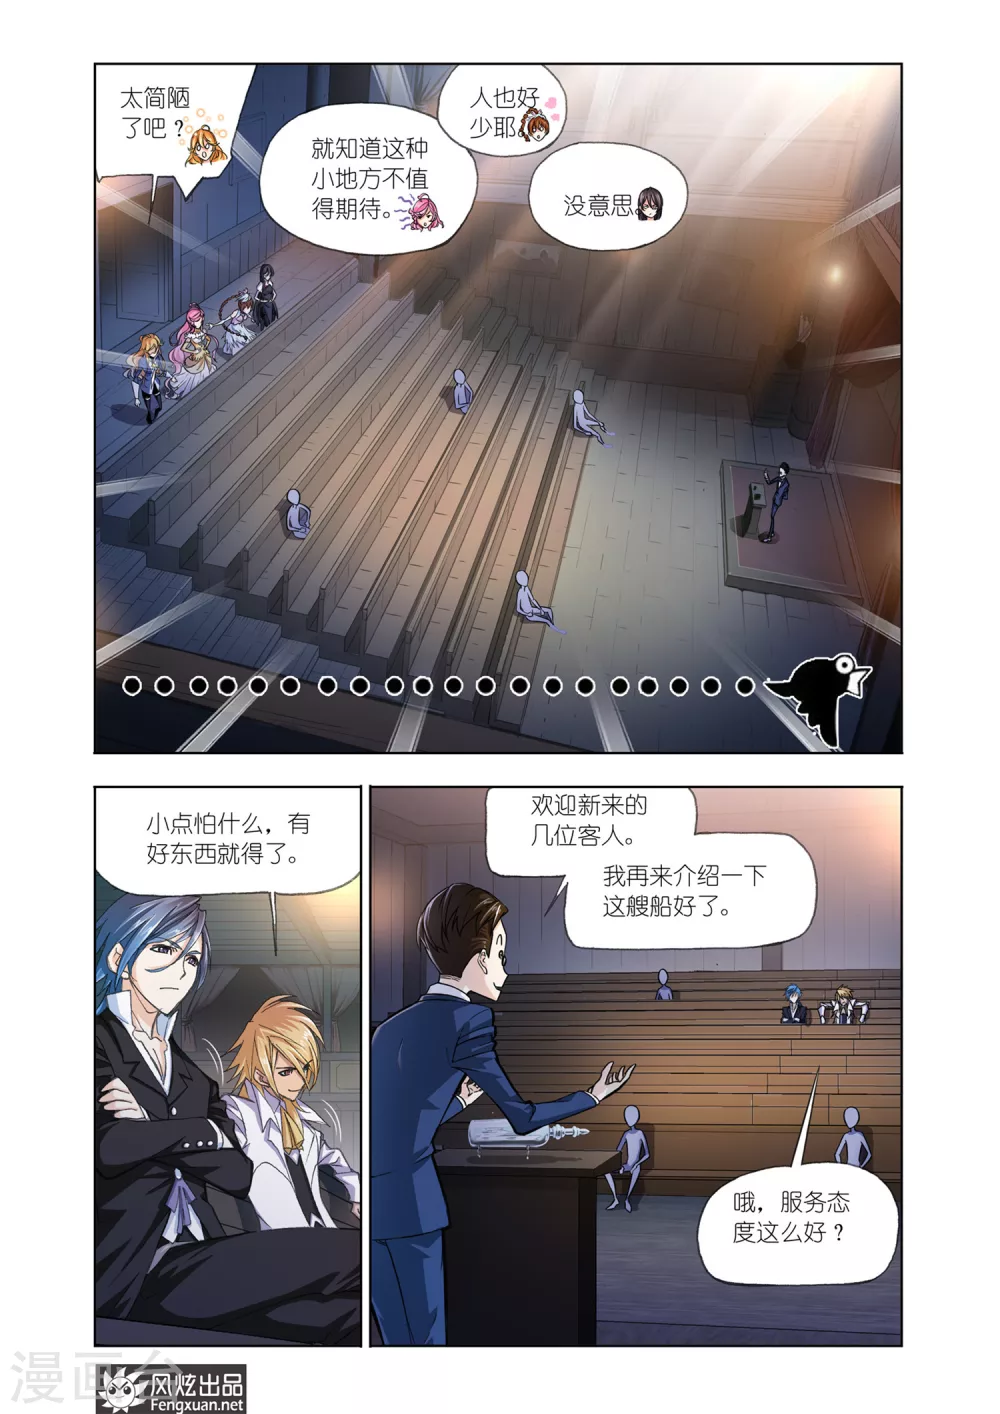 太简陋
了吧？
就知道这种
小地方不值
得期待。
人也好
少耶。
没意思。
小点怕什么，有
好东西就得了。
欢迎新来的
几位客人。
我再来介绍一下
这艘船好了。
哦，服务态
度这么好？
漫画台
风炫出品
Fengxuan.net